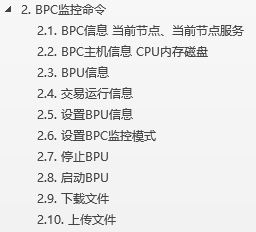 2. BPC监控命令
2.1. BPC信息 当前节点、当前节点服务
2.2. BPC主机信息 CPU内存磁盘
2.3. BPU信息
2.4. 交易运行信息
2.5. 设置BPU信息
2.6. 设置BPC监控模式
2.7. 停止BPU
2.8. 启动BPU
2.9. 下载文件
2.10. 上传文件